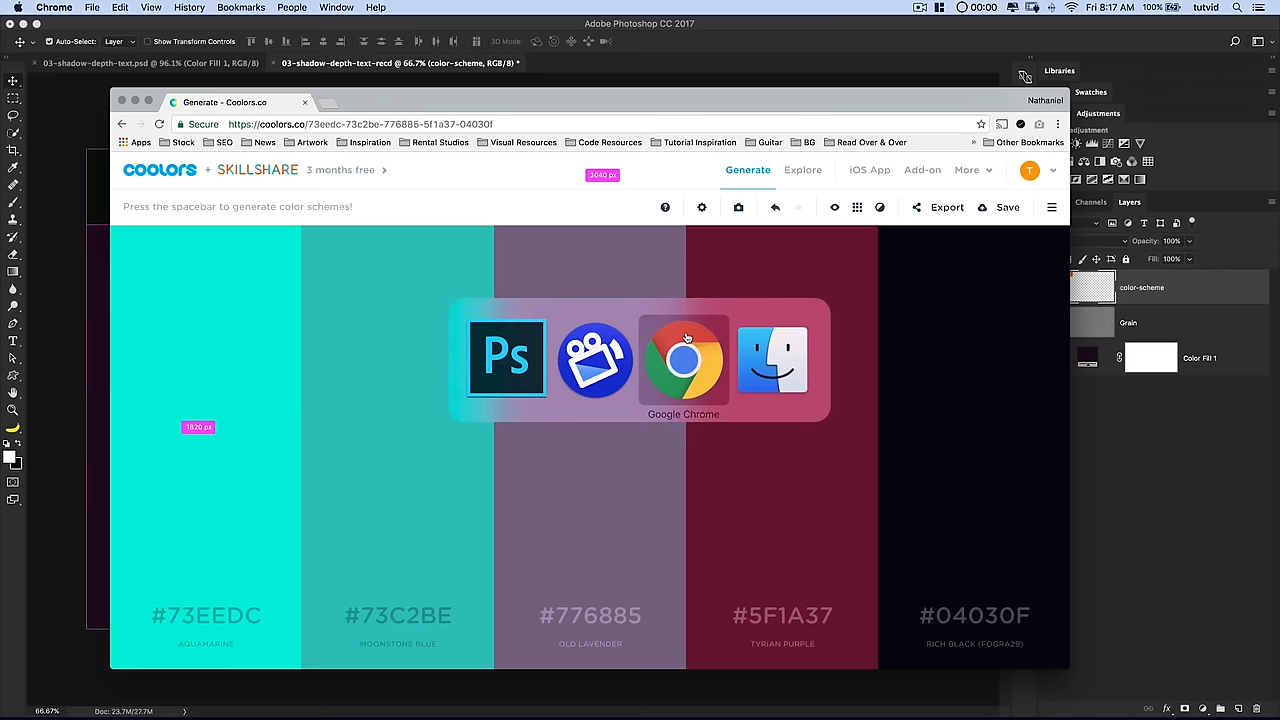 Chrome File Edit View History Bookmarks People Window Help 00:00 100% Fri 8:17 AM tutvid
Adobe Photoshop CC 2017
Auto-Select: Layer Show Transform Controls 3D Mode:
× 03-shadow-depth-text.psd @ 96.1% (Color Fill 1, RGB/8) × 03-shadow-depth-text-recd @ 66.7% (color-scheme, RGB/8) *
Libraries
Swatches
Adjustments
Generate - Coolors.co ×
Nathaniel
Secure https://coolors.co/73eedc-73c2be-776885-5f1a37-04030f
Apps Stock SEO News Artwork Inspiration Rental Studios Visual Resources Code Resources Tutorial Inspiration Guitar BG Read Over & Over » Other Bookmarks
coolors + SKILLSHARE 3 months free > 3040 px Generate Explore iOS App Add-on More T
Press the spacebar to generate color schemes! Export Save
Channels Layers
Opacity: 100%
Fill: 100%
color-scheme
Grain
Color Fill 1
Ps
Google Chrome
1820 px
#73EEDC #73C2BE #776885 #5F1A37 #04030F
AQUAMARINE MOONSTONE BLUE OLD LAVENDER TYRIAN PURPLE RICH BLACK (FOGRA29)
66.67% Doc: 23.7M/27.7M
fx